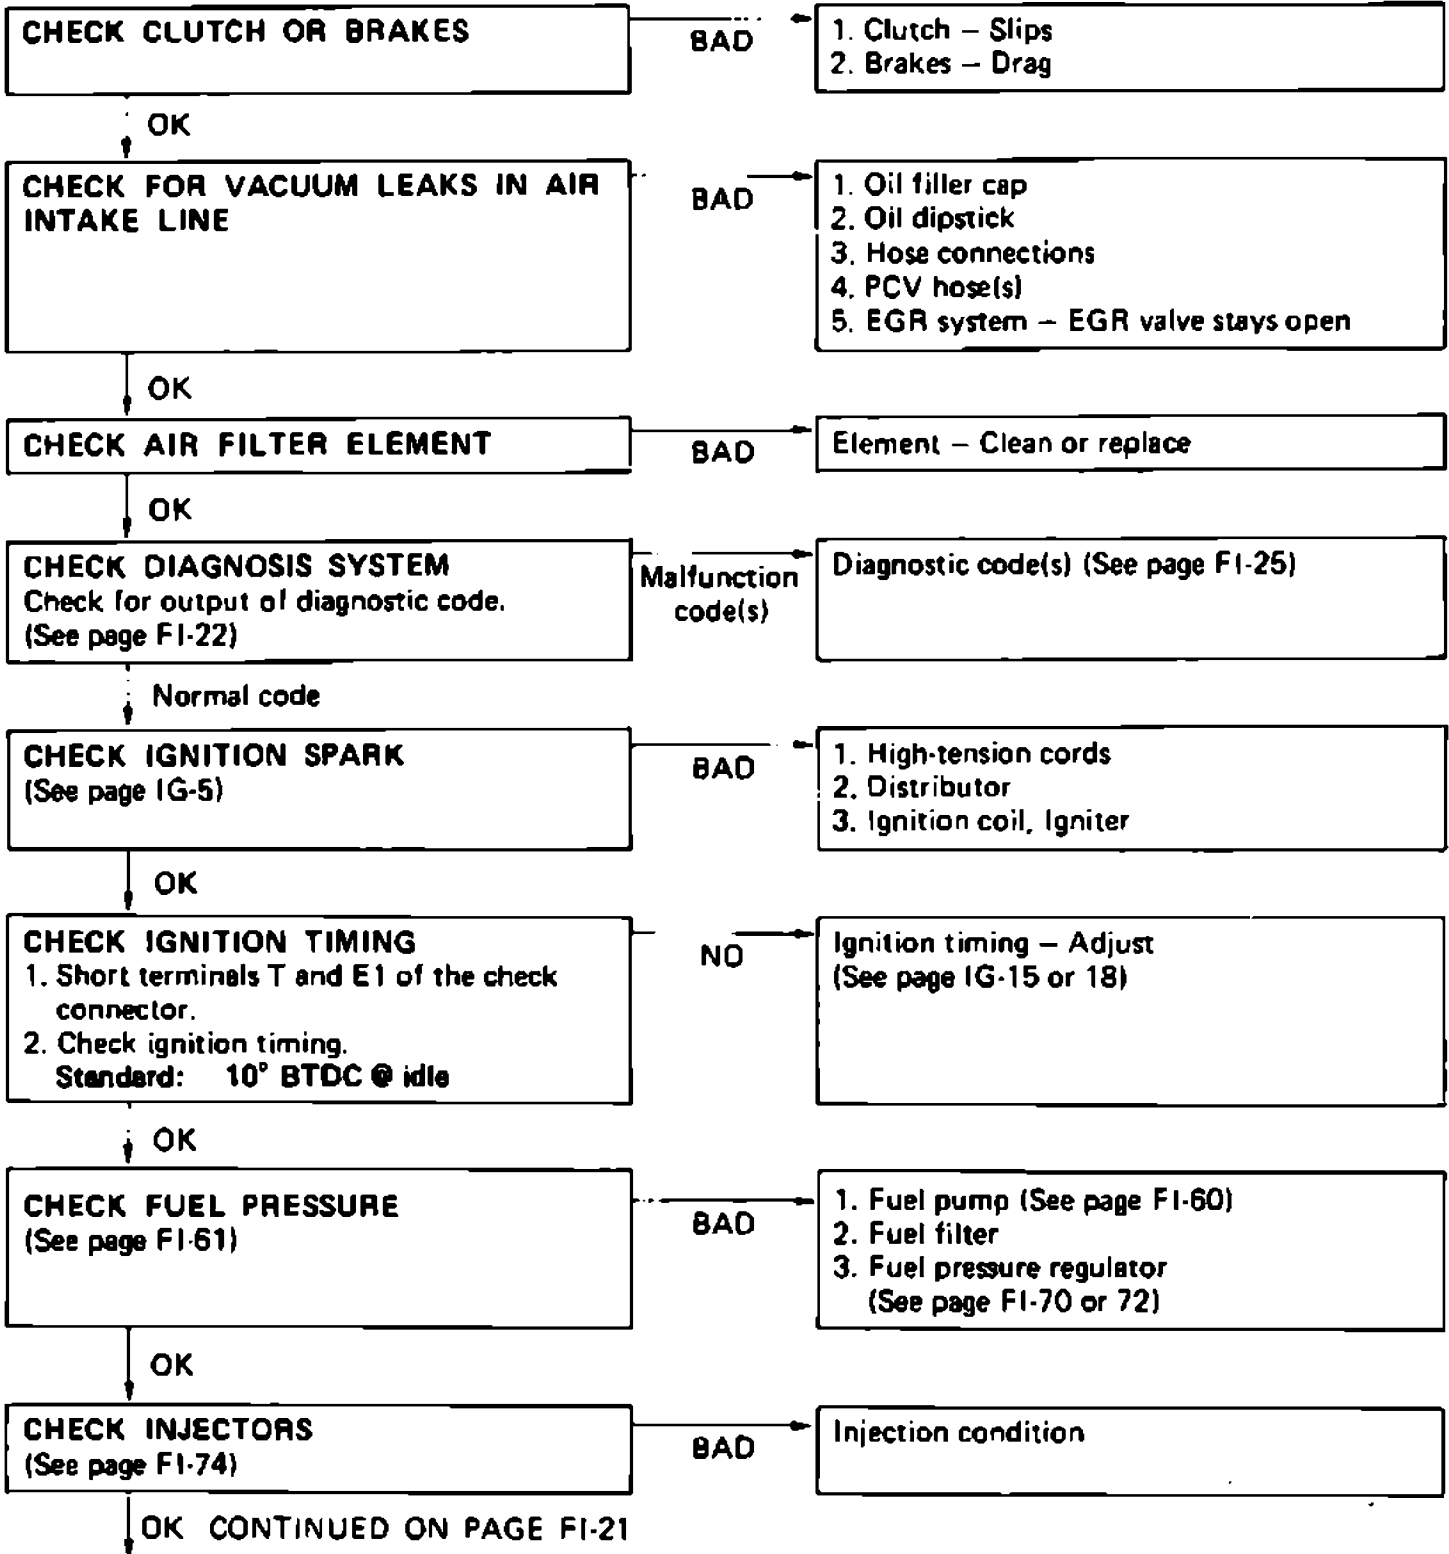 CHECK CLUTCH OR BRAKES
BAD
1. Clutch – Slips
2. Brakes – Drag
OK
CHECK FOR VACUUM LEAKS IN AIR
INTAKE LINE
BAD
1. Oil filler cap
2. Oil dipstick
3. Hose connections
4. PCV hose(s)
5. EGR system – EGR valve stays open
OK
CHECK AIR FILTER ELEMENT
BAD
Element – Clean or replace
OK
CHECK DIAGNOSIS SYSTEM
Check for output of diagnostic code.
(See page FI-22)
Malfunction
code(s)
Diagnostic code(s) (See page FI-25)
Normal code
CHECK IGNITION SPARK
(See page IG-5)
BAD
1. High-tension cords
2. Distributor
3. Ignition coil, Igniter
OK
CHECK IGNITION TIMING
1. Short terminals T and E1 of the check
connector.
2. Check ignition timing.
Standard: 10° BTDC @ idle
NO
Ignition timing – Adjust
(See page IG-15 or 18)
OK
CHECK FUEL PRESSURE
(See page FI-61)
BAD
1. Fuel pump (See page FI-60)
2. Fuel filter
3. Fuel pressure regulator
(See page FI-70 or 72)
OK
CHECK INJECTORS
(See page FI-74)
BAD
Injection condition
OK CONTINUED ON PAGE FI-21